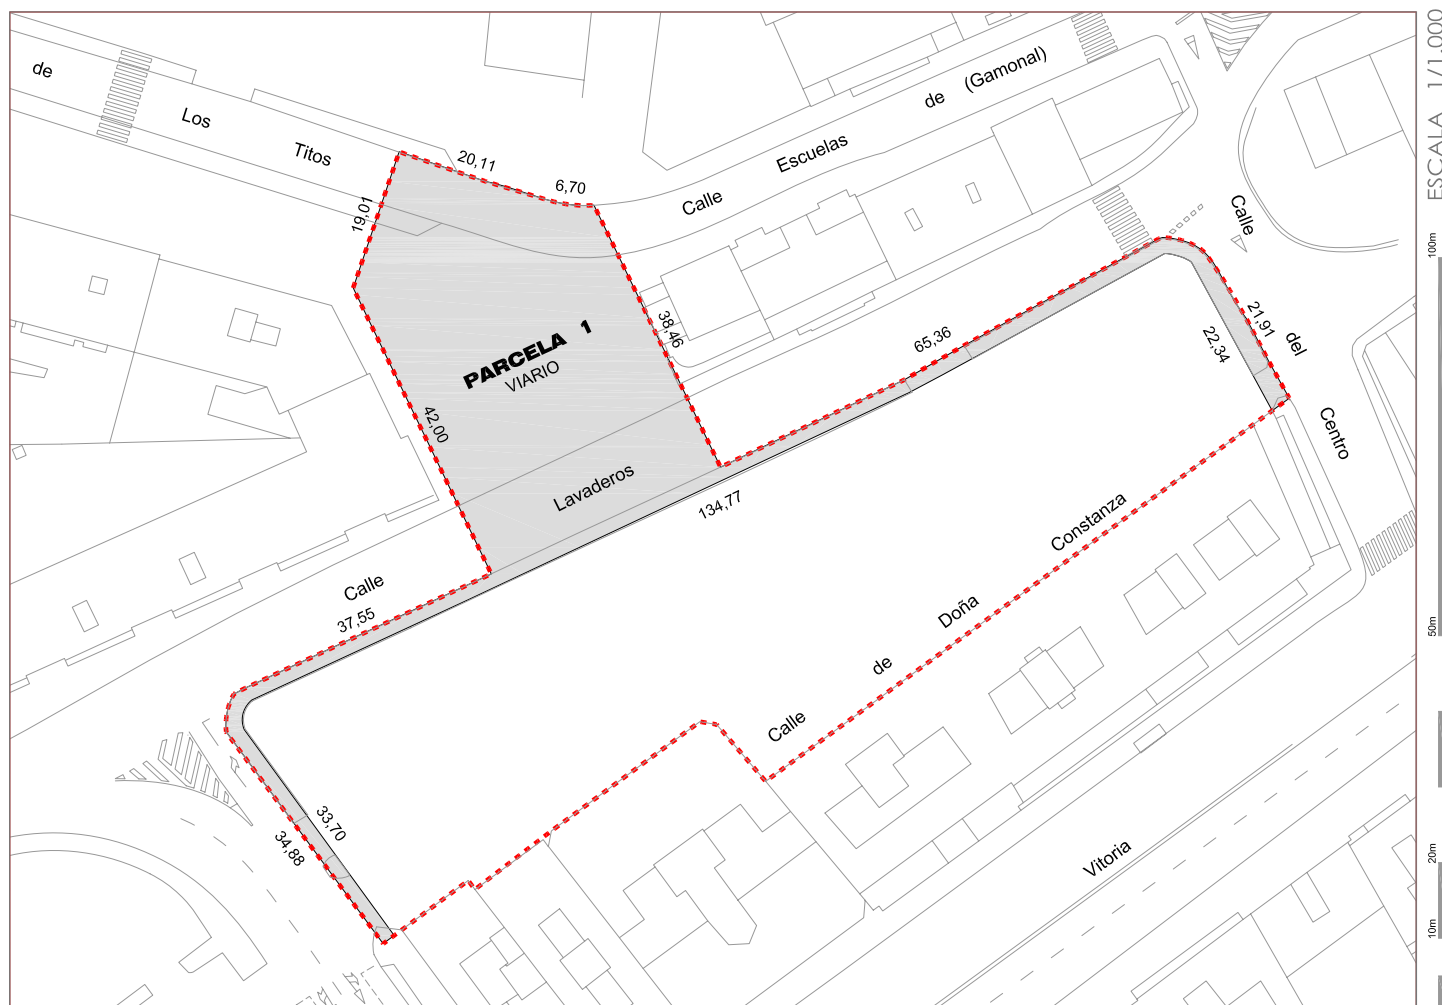 de
Los
Titos
20,11
6,70
19,01
Calle
Escuelas
de (Gamonal)
Calle
del
Centro
PARCELA 1
VIARIO
38,46
42,00
65,36
21,91
22,34
Lavaderos
134,77
Calle
37,55
Calle
de
Doña
Constanza
33,70
34,88
Vitoria
ESCALA 1/1.000
100m
50m
20m
10m